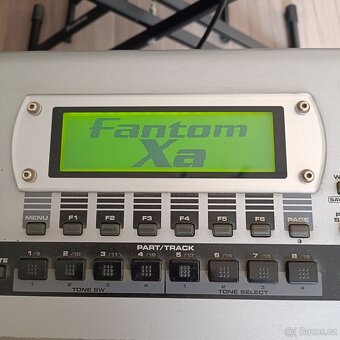 Fantom
Xa
MENU F1 F2 F3 F4 F5 F6 PAGE
PART/TRACK
1/9 2/10 3/11 4/12 5/13 6/14 7/15 8/16
1 2 3 4 1 2 3 4
TONE SW TONE SELECT